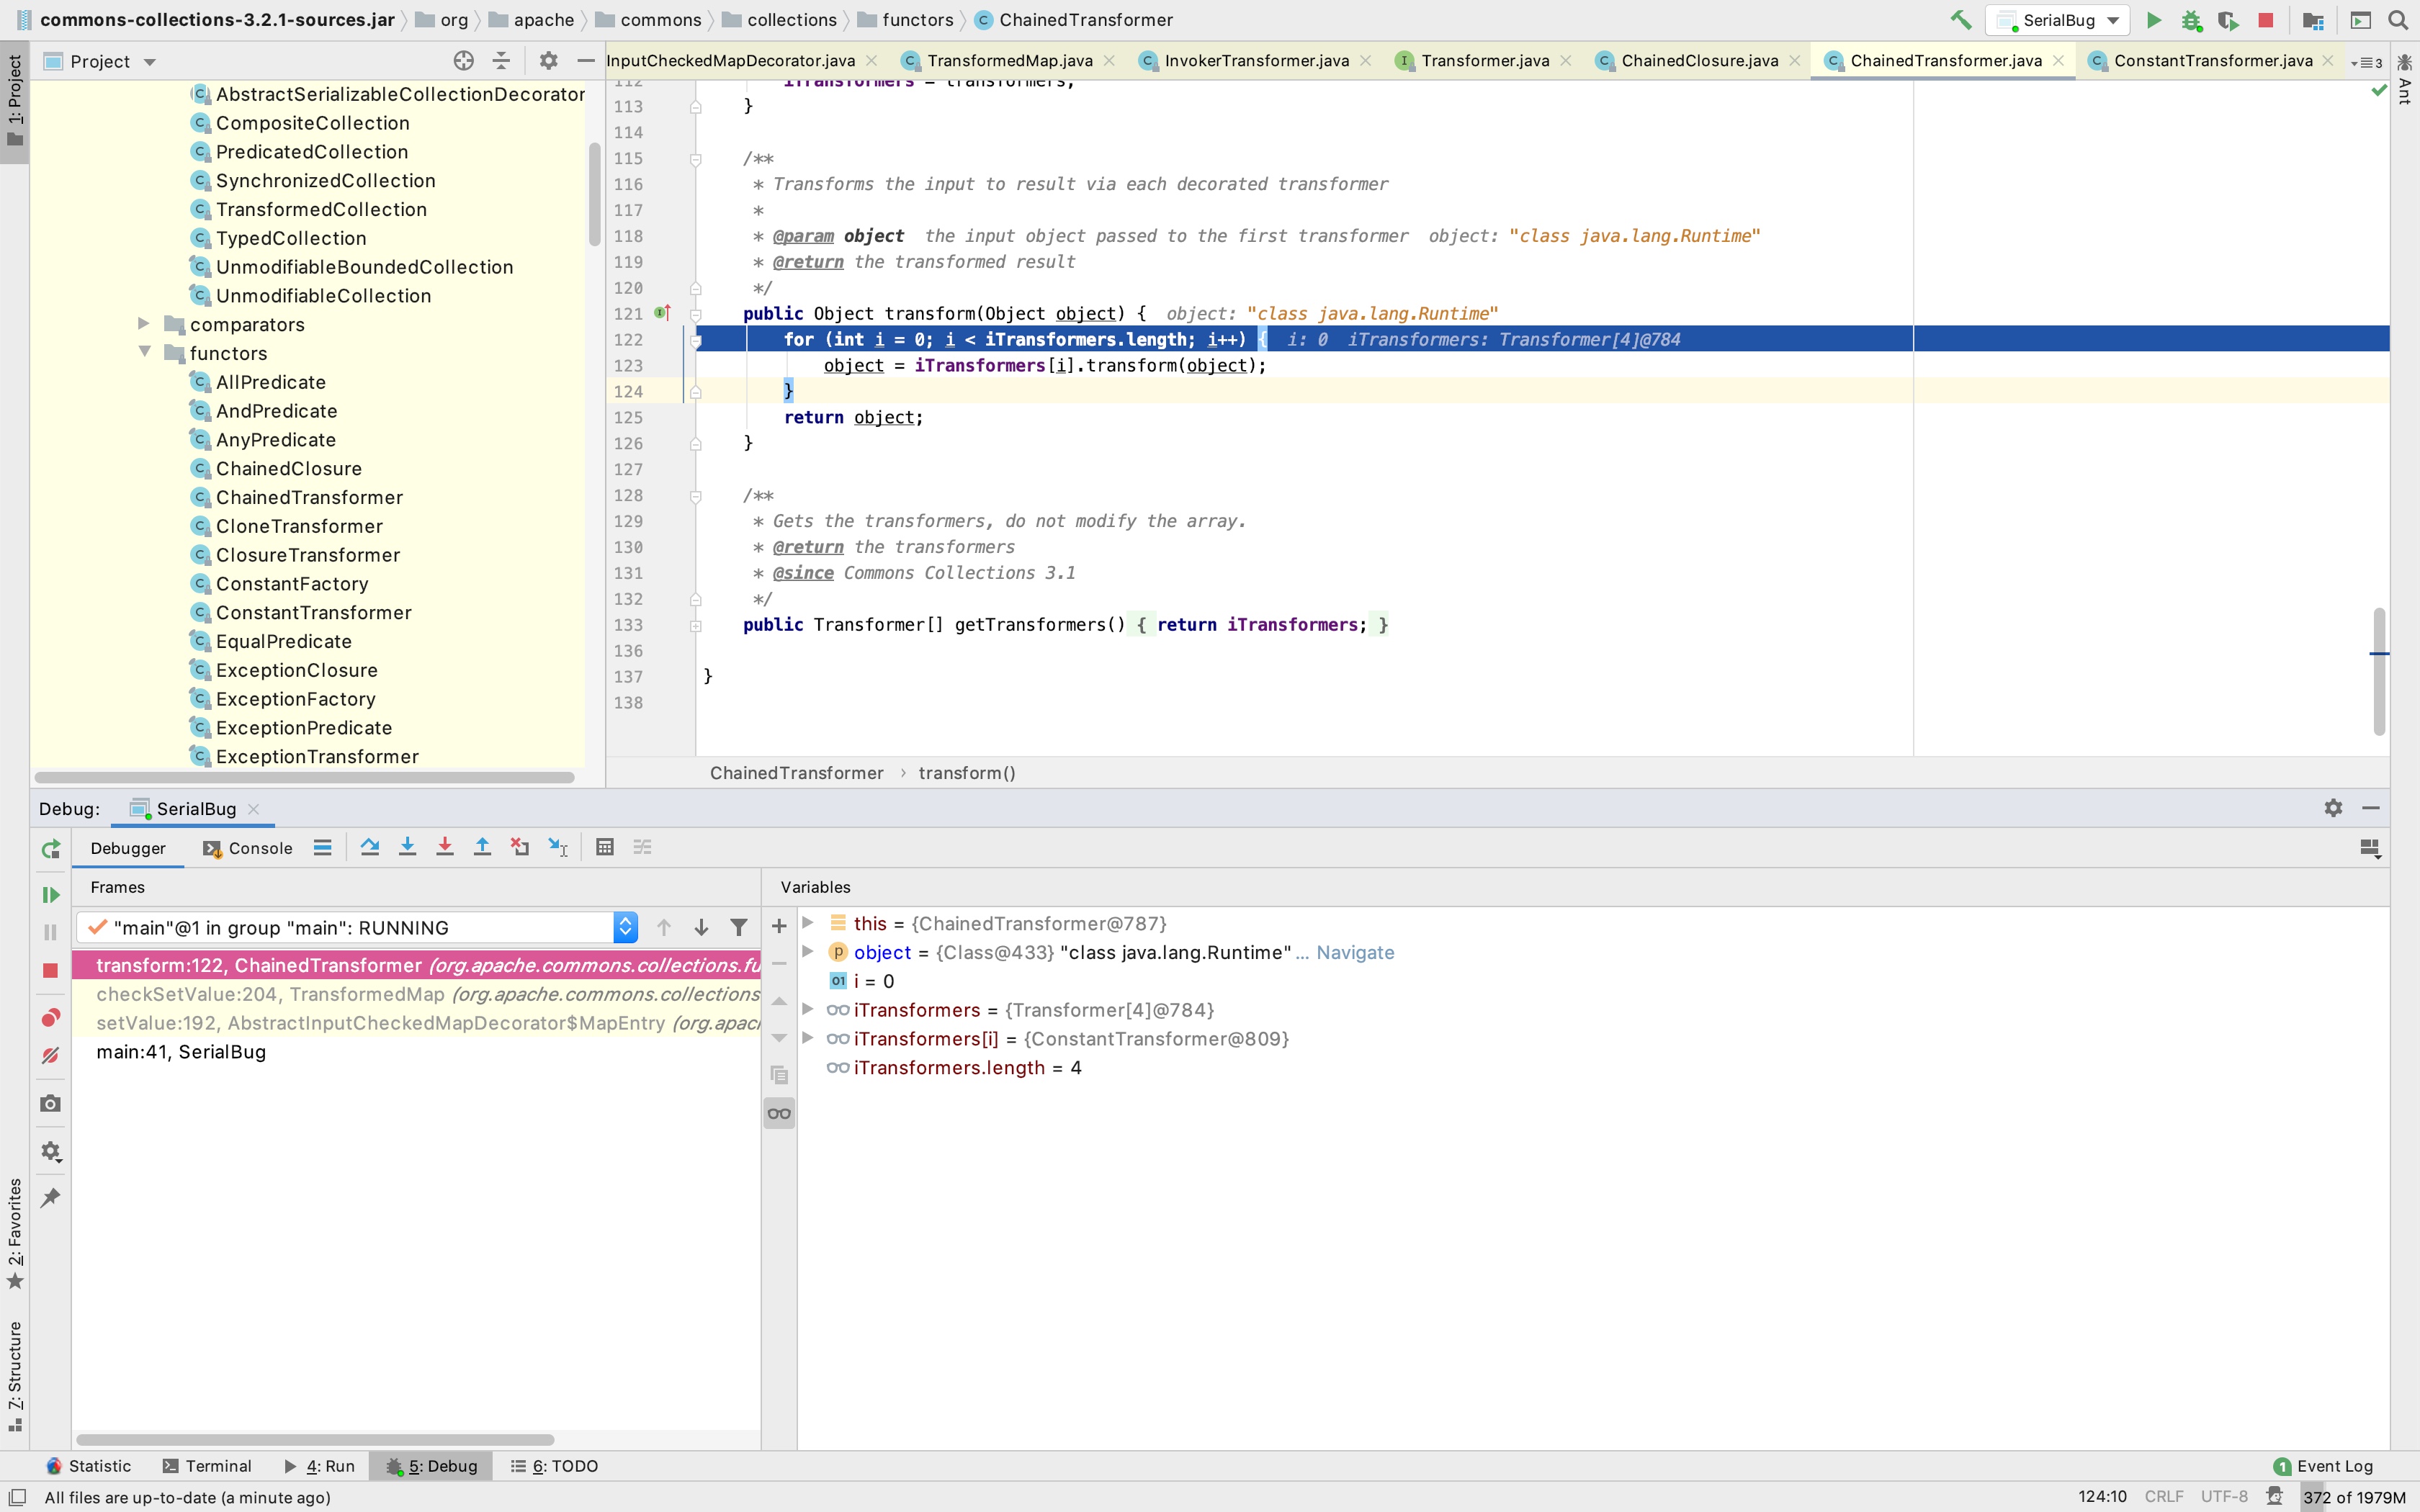 commons-collections-3.2.1-sources.jar org apache commons collections functors ChainedTransformer SerialBug
1: Project
Project
InputCheckedMapDecorator.java TransformedMap.java InvokerTransformer.java Transformer.java ChainedClosure.java ChainedTransformer.java ConstantTransformer.java 3
Ant
AbstractSerializableCollectionDecorator
CompositeCollection
PredicatedCollection
SynchronizedCollection
TransformedCollection
TypedCollection
UnmodifiableBoundedCollection
UnmodifiableCollection
comparators
functors
AllPredicate
AndPredicate
AnyPredicate
ChainedClosure
ChainedTransformer
CloneTransformer
ClosureTransformer
ConstantFactory
ConstantTransformer
EqualPredicate
ExceptionClosure
ExceptionFactory
ExceptionPredicate
ExceptionTransformer
112 iTransformers = transformers;
113 }
114
115 /**
116 * Transforms the input to result via each decorated transformer
117 *
118 * @param object the input object passed to the first transformer object: "class java.lang.Runtime"
119 * @return the transformed result
120 */
121 public Object transform(Object object) { object: "class java.lang.Runtime"
122 for (int i = 0; i < iTransformers.length; i++) { i: 0 iTransformers: Transformer[4]@784
123 object = iTransformers[i].transform(object);
124 }
125 return object;
126 }
127
128 /**
129 * Gets the transformers, do not modify the array.
130 * @return the transformers
131 * @since Commons Collections 3.1
132 */
133 public Transformer[] getTransformers() { return iTransformers; }
136
137 }
138
ChainedTransformer › transform()
Debug: SerialBug
Debugger Console
Frames
"main"@1 in group "main": RUNNING
transform:122, ChainedTransformer (org.apache.commons.collections.fu
checkSetValue:204, TransformedMap (org.apache.commons.collections
setValue:192, AbstractInputCheckedMapDecorator$MapEntry (org.apac
main:41, SerialBug
Variables
this = {ChainedTransformer@787}
object = {Class@433} "class java.lang.Runtime" ... Navigate
i = 0
iTransformers = {Transformer[4]@784}
iTransformers[i] = {ConstantTransformer@809}
iTransformers.length = 4
2: Favorites
7: Structure
Statistic Terminal 4: Run 5: Debug 6: TODO 1 Event Log
All files are up-to-date (a minute ago) 124:10 CRLF UTF-8 372 of 1979M